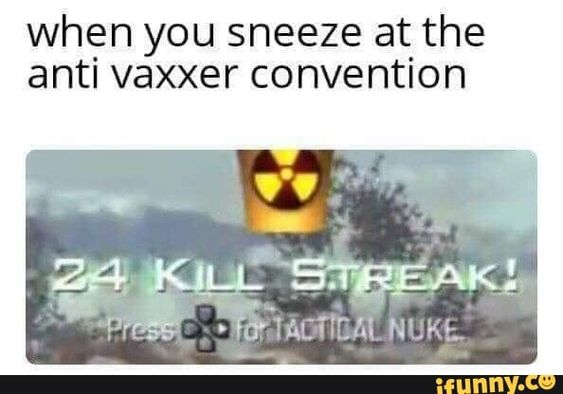 when you sneeze at the
anti vaxxer convention
24 KILL STREAK!
Press for TACTICAL NUKE.
ifunny.co